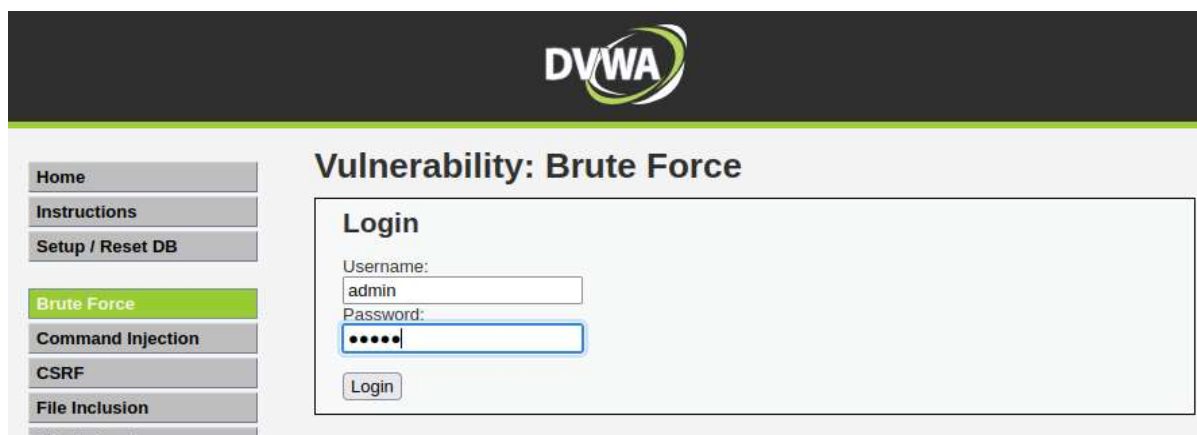 DVWA
Home
Instructions
Setup / Reset DB
Brute Force
Command Injection
CSRF
File Inclusion
Vulnerability: Brute Force
Login
Username:
admin
Password:
•••••
Login